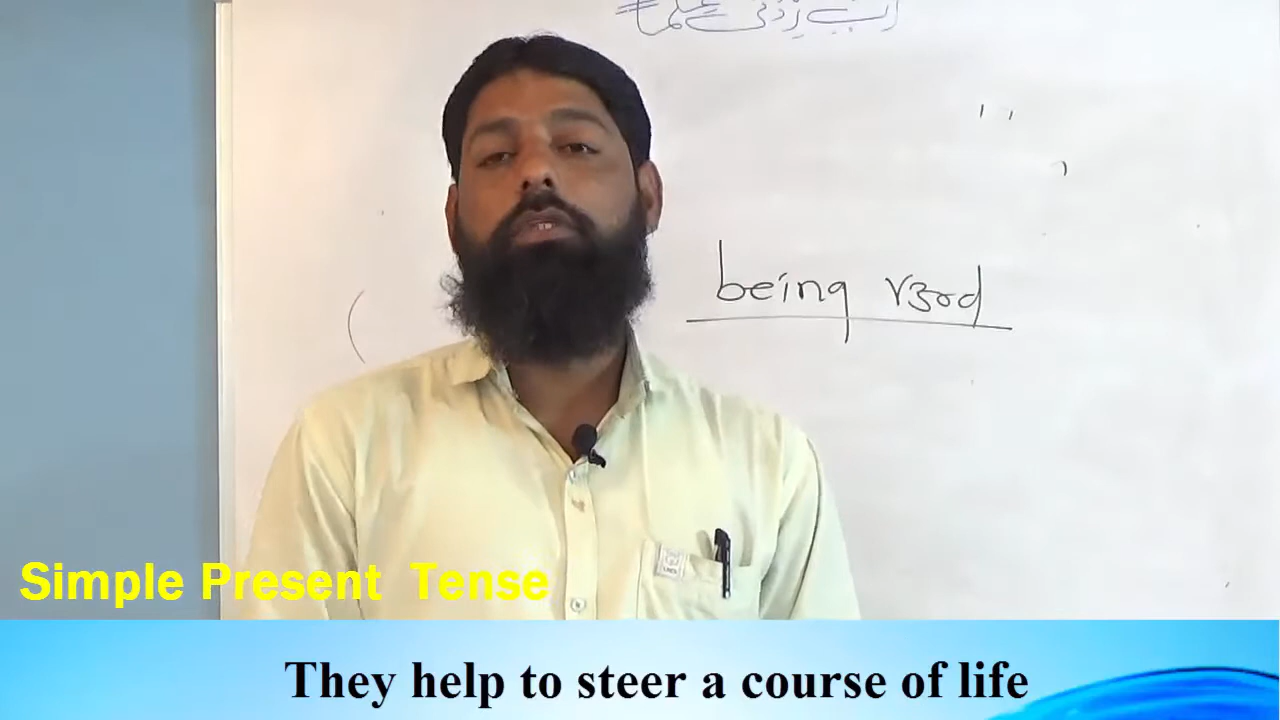 being v3rd
Simple Present Tense
They help to steer a course of life